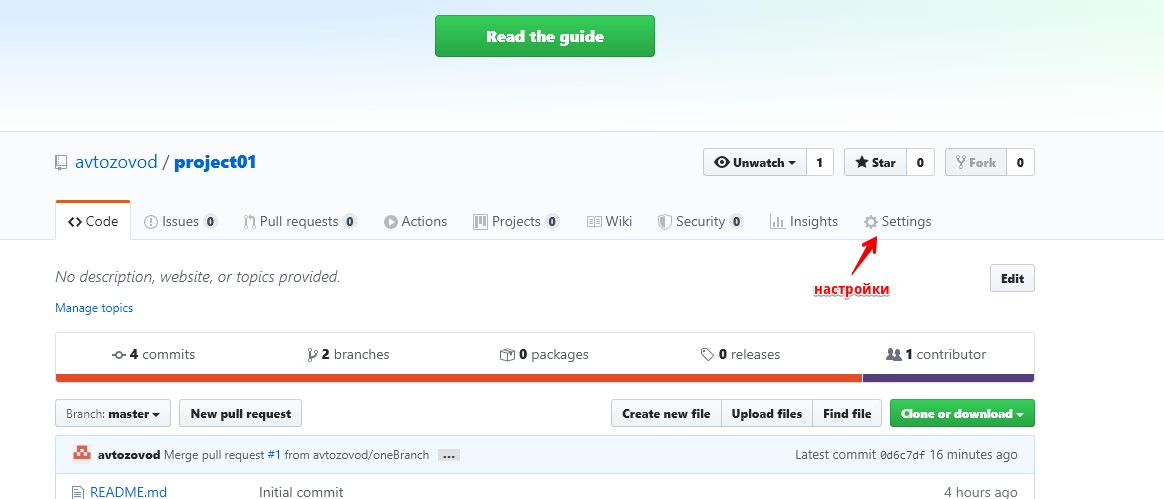 Read the guide
avtozovod / project01
Unwatch 1 Star 0 Fork 0
Code Issues 0 Pull requests 0 Actions Projects 0 Wiki Security 0 Insights Settings
No description, website, or topics provided.
Edit
настройки
Manage topics
4 commits 2 branches 0 packages 0 releases 1 contributor
Branch: master New pull request Create new file Upload files Find file Clone or download
avtozovod Merge pull request #1 from avtozovod/oneBranch ... Latest commit 0d6c7df 16 minutes ago
README.md Initial commit 4 hours ago